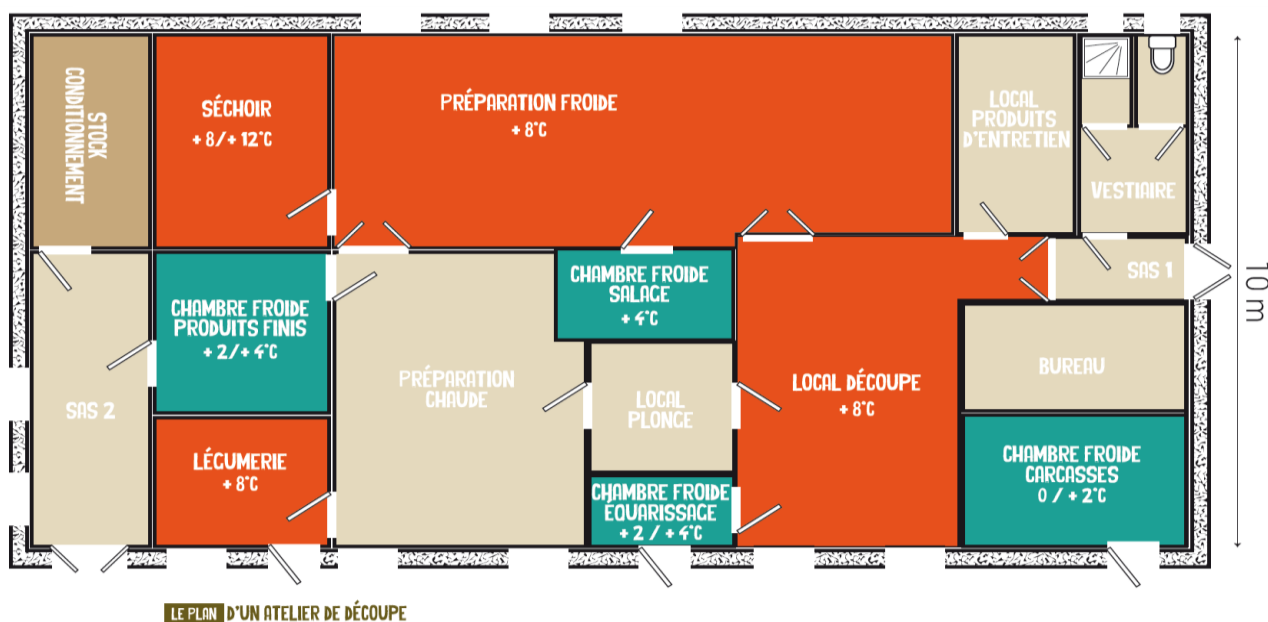 STOCK
CONDITIONNEMENT
SÉCHOIR
+ 8/+ 12°C
PRÉPARATION FROIDE
+ 8°C
LOCAL
PRODUITS
D'ENTRETIEN
VESTIAIRE
SAS 1
10 m
CHAMBRE FROIDE
PRODUITS FINIS
+ 2/+ 4°C
CHAMBRE FROIDE
SALAGE
+ 4°C
PRÉPARATION
CHAUDE
LOCAL
PLONGE
LOCAL DÉCOUPE
+ 8°C
BUREAU
SAS 2
LÉGUMERIE
+ 8°C
CHAMBRE FROIDE
ÉQUARISSAGE
+ 2 / + 4°C
CHAMBRE FROIDE
CARCASSES
0 / + 2°C
LE PLAN D'UN ATELIER DE DÉCOUPE